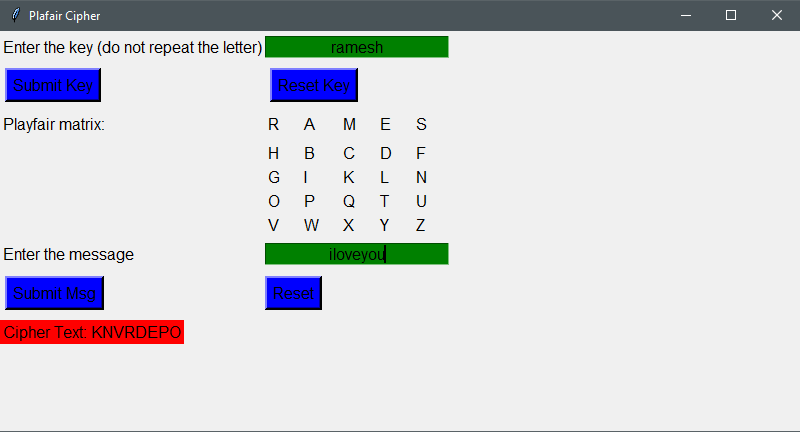 Plafair Cipher
Enter the key (do not repeat the letter) ramesh
Submit Key Reset Key
Playfair matrix: R A M E S
H B C D F
G I K L N
O P Q T U
V W X Y Z
Enter the message iloveyou
Submit Msg Reset
Cipher Text: KNVRDEPO